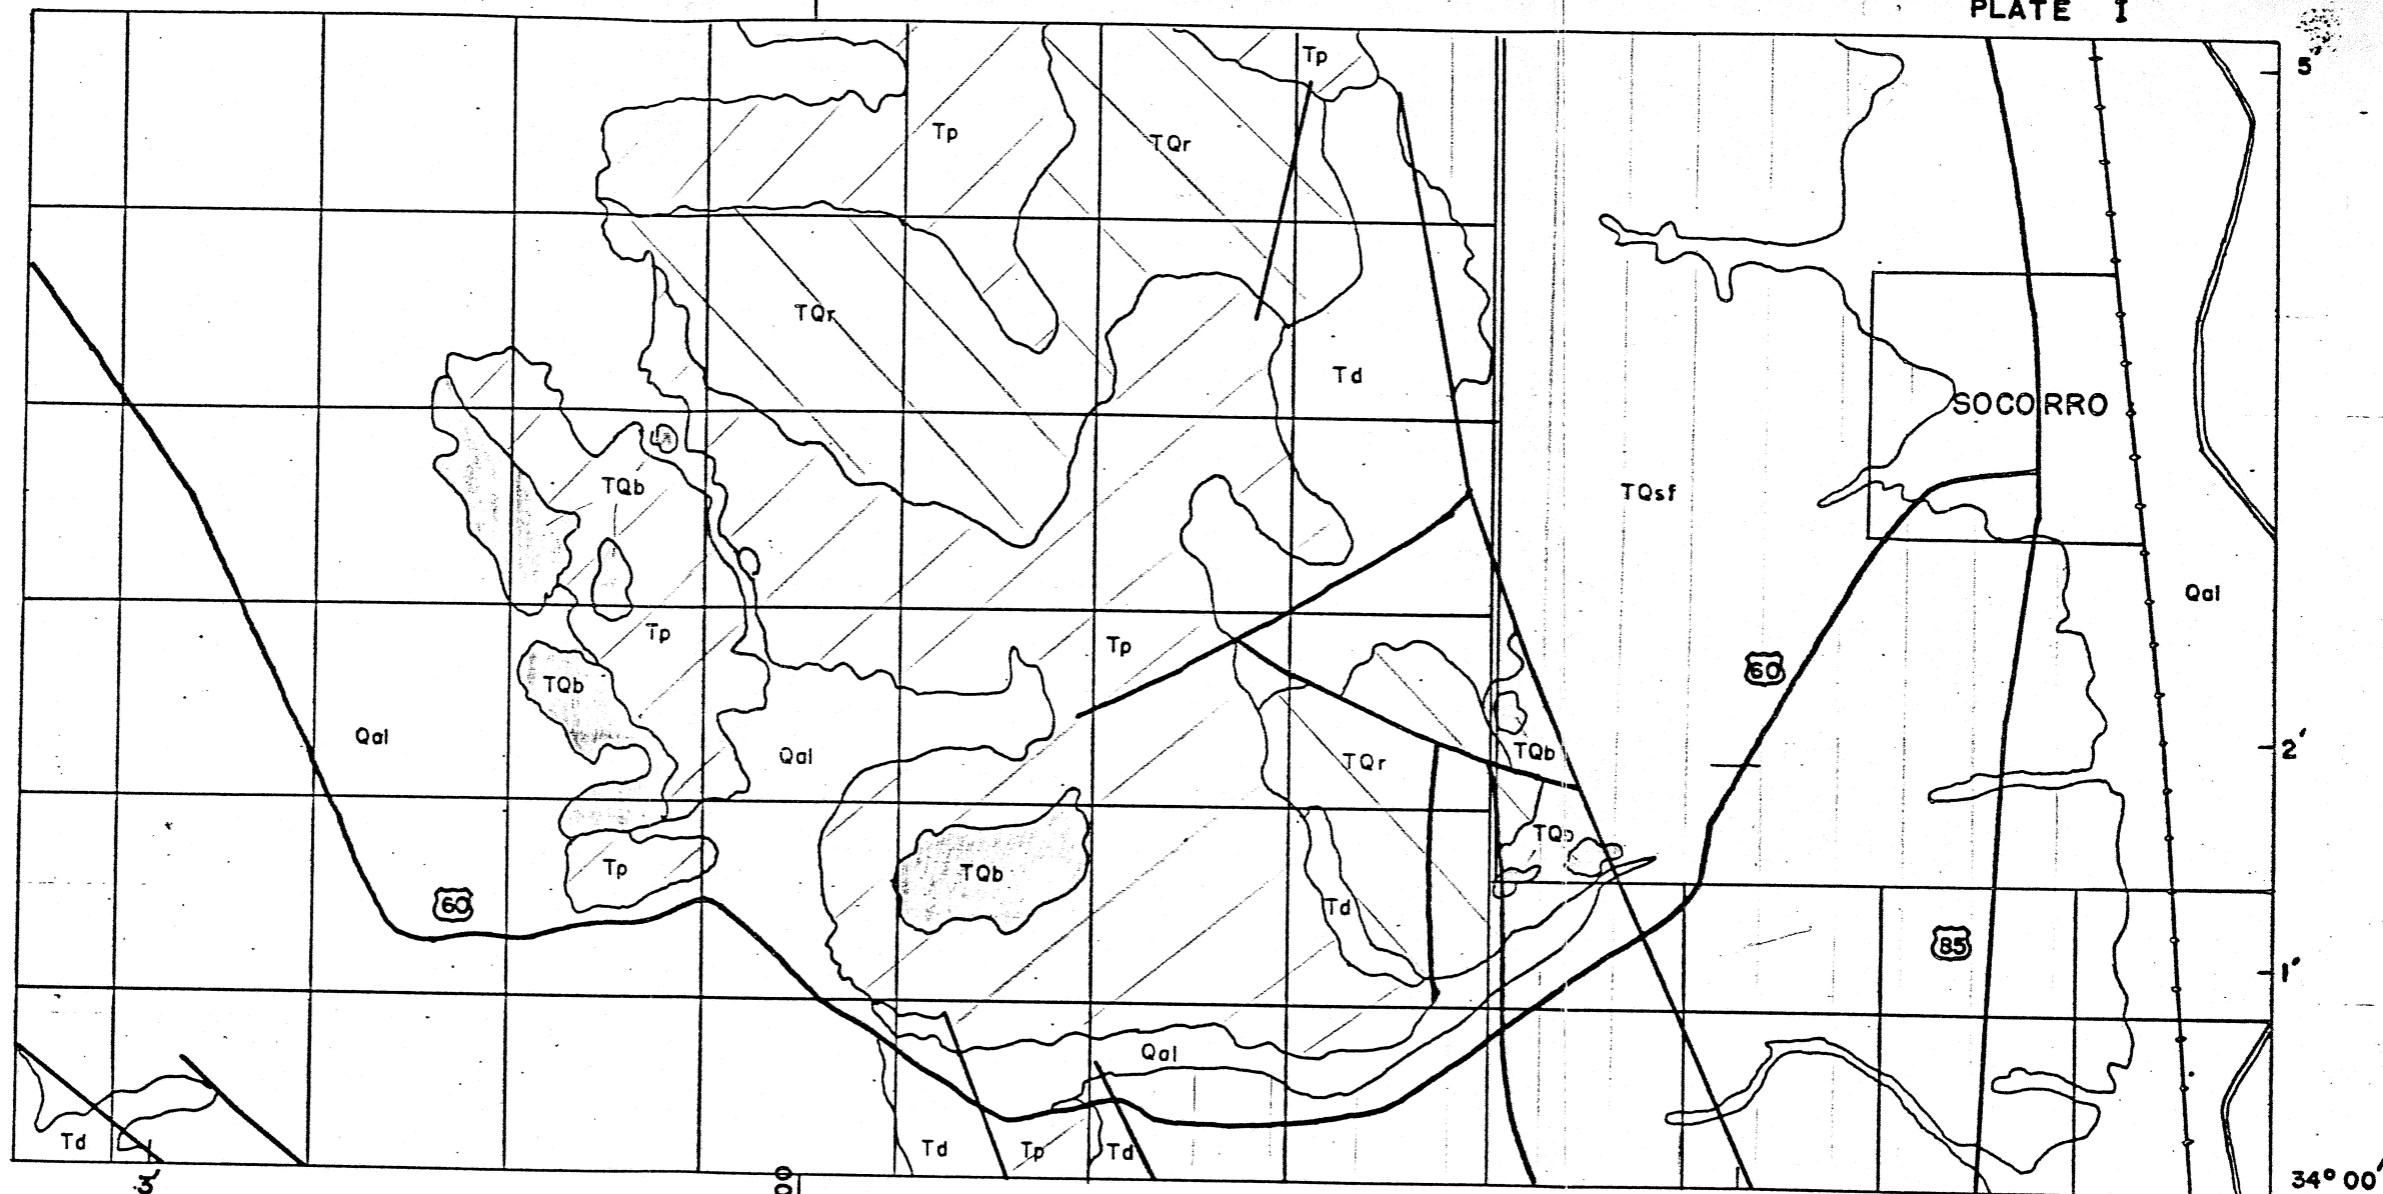 PLATE I
5'
Tp
Tp
TQr
TQr
Td
SOCORRO
TQb
TQsf
Qal
Tp
Tp
60
TQb
Qal
Qal
TQr
TQb
2'
TQb
Tp
TQb
60
Td
85
1'
Qal
Td
Td
Tp
Td
3'
34° 00'